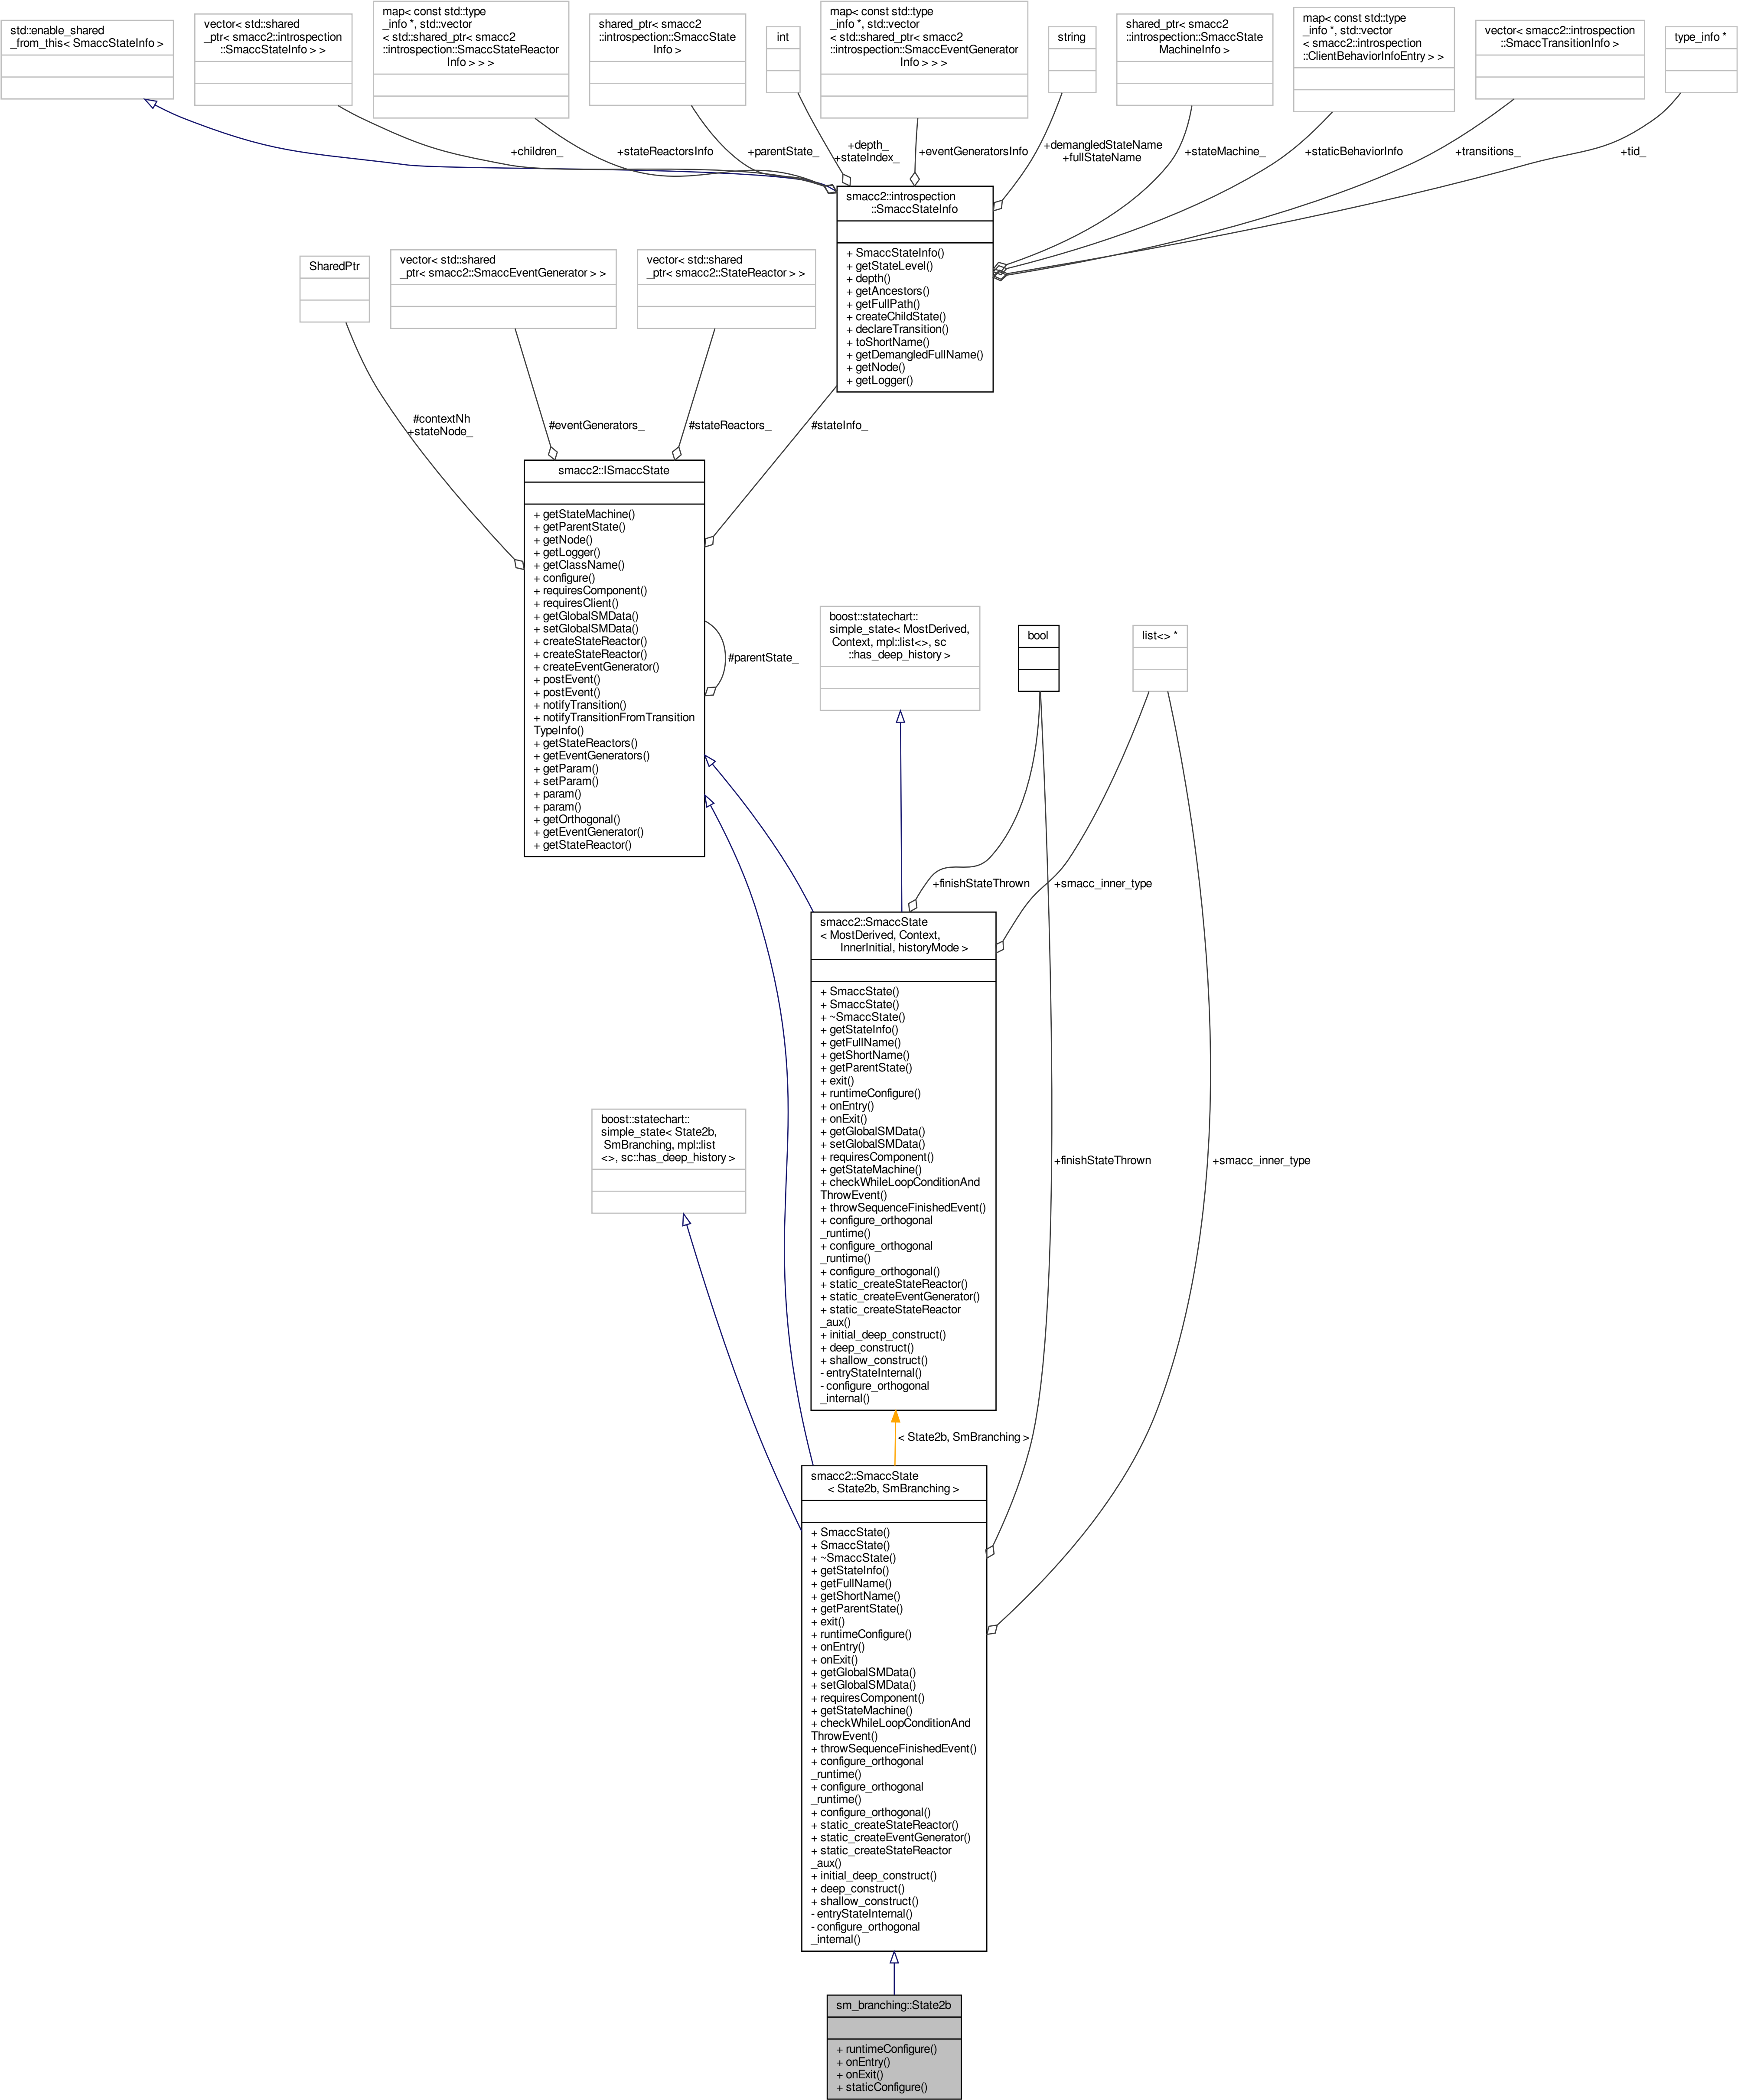 std::enable_shared
_from_this< SmaccStateInfo >
vector< std::shared
_ptr< smacc2::introspection
::SmaccStateInfo > >
map< const std::type
_info *, std::vector
< std::shared_ptr< smacc2
::introspection::SmaccStateReactor
Info > > >
shared_ptr< smacc2
::introspection::SmaccState
Info >
int
map< const std::type
_info *, std::vector
< std::shared_ptr< smacc2
::introspection::SmaccEventGenerator
Info > > >
string
shared_ptr< smacc2
::introspection::SmaccState
MachineInfo >
map< const std::type
_info *, std::vector
< smacc2::introspection
::ClientBehaviorInfoEntry > >
vector< smacc2::introspection
::SmaccTransitionInfo >
type_info *
+children_
+stateReactorsInfo
+parentState_
+depth_
+stateIndex_
+eventGeneratorsInfo
+demangledStateName
+fullStateName
+stateMachine_
+staticBehaviorInfo
+transitions_
+tid_
smacc2::introspection
::SmaccStateInfo
+ SmaccStateInfo()
+ getStateLevel()
+ depth()
+ getAncestors()
+ getFullPath()
+ createChildState()
+ declareTransition()
+ toShortName()
+ getDemangledFullName()
+ getNode()
+ getLogger()
SharedPtr
vector< std::shared
_ptr< smacc2::SmaccEventGenerator > >
vector< std::shared
_ptr< smacc2::StateReactor > >
#contextNh
+stateNode_
#eventGenerators_
#stateReactors_
#stateInfo_
smacc2::ISmaccState
+ getStateMachine()
+ getParentState()
+ getNode()
+ getLogger()
+ getClassName()
+ configure()
+ requiresComponent()
+ requiresClient()
+ getGlobalSMData()
+ setGlobalSMData()
+ createStateReactor()
+ createStateReactor()
+ createEventGenerator()
+ postEvent()
+ postEvent()
+ notifyTransition()
+ notifyTransitionFromTransition
TypeInfo()
+ getStateReactors()
+ getEventGenerators()
+ getParam()
+ setParam()
+ param()
+ param()
+ getOrthogonal()
+ getEventGenerator()
+ getStateReactor()
#parentState_
boost::statechart::
simple_state< MostDerived,
Context, mpl::list<>, sc
::has_deep_history >
bool
list<> *
+finishStateThrown
+smacc_inner_type
smacc2::SmaccState
< MostDerived, Context,
InnerInitial, historyMode >
+ SmaccState()
+ SmaccState()
+ ~SmaccState()
+ getStateInfo()
+ getFullName()
+ getShortName()
+ getParentState()
+ exit()
+ runtimeConfigure()
+ onEntry()
+ onExit()
+ getGlobalSMData()
+ setGlobalSMData()
+ requiresComponent()
+ getStateMachine()
+ checkWhileLoopConditionAnd
ThrowEvent()
+ throwSequenceFinishedEvent()
+ configure_orthogonal
_runtime()
+ configure_orthogonal
_runtime()
+ configure_orthogonal()
+ static_createStateReactor()
+ static_createEventGenerator()
+ static_createStateReactor
_aux()
+ initial_deep_construct()
+ deep_construct()
+ shallow_construct()
- entryStateInternal()
- configure_orthogonal
_internal()
boost::statechart::
simple_state< State2b,
SmBranching, mpl::list
<>, sc::has_deep_history >
+finishStateThrown
+smacc_inner_type
< State2b, SmBranching >
smacc2::SmaccState
< State2b, SmBranching >
+ SmaccState()
+ SmaccState()
+ ~SmaccState()
+ getStateInfo()
+ getFullName()
+ getShortName()
+ getParentState()
+ exit()
+ runtimeConfigure()
+ onEntry()
+ onExit()
+ getGlobalSMData()
+ setGlobalSMData()
+ requiresComponent()
+ getStateMachine()
+ checkWhileLoopConditionAnd
ThrowEvent()
+ throwSequenceFinishedEvent()
+ configure_orthogonal
_runtime()
+ configure_orthogonal
_runtime()
+ configure_orthogonal()
+ static_createStateReactor()
+ static_createEventGenerator()
+ static_createStateReactor
_aux()
+ initial_deep_construct()
+ deep_construct()
+ shallow_construct()
- entryStateInternal()
- configure_orthogonal
_internal()
sm_branching::State2b
+ runtimeConfigure()
+ onEntry()
+ onExit()
+ staticConfigure()